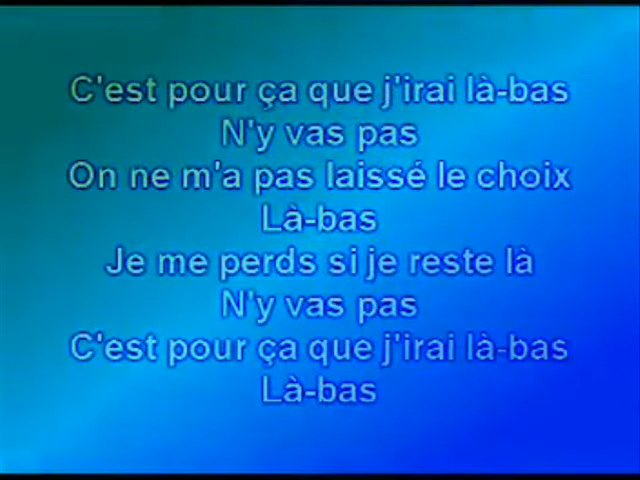 C'est pour ça que j'irai là-bas
N'y vas pas
On ne m'a pas laissé le choix
Là-bas
Je me perds si je reste là
N'y vas pas
C'est pour ça que j'irai là-bas
Là-bas